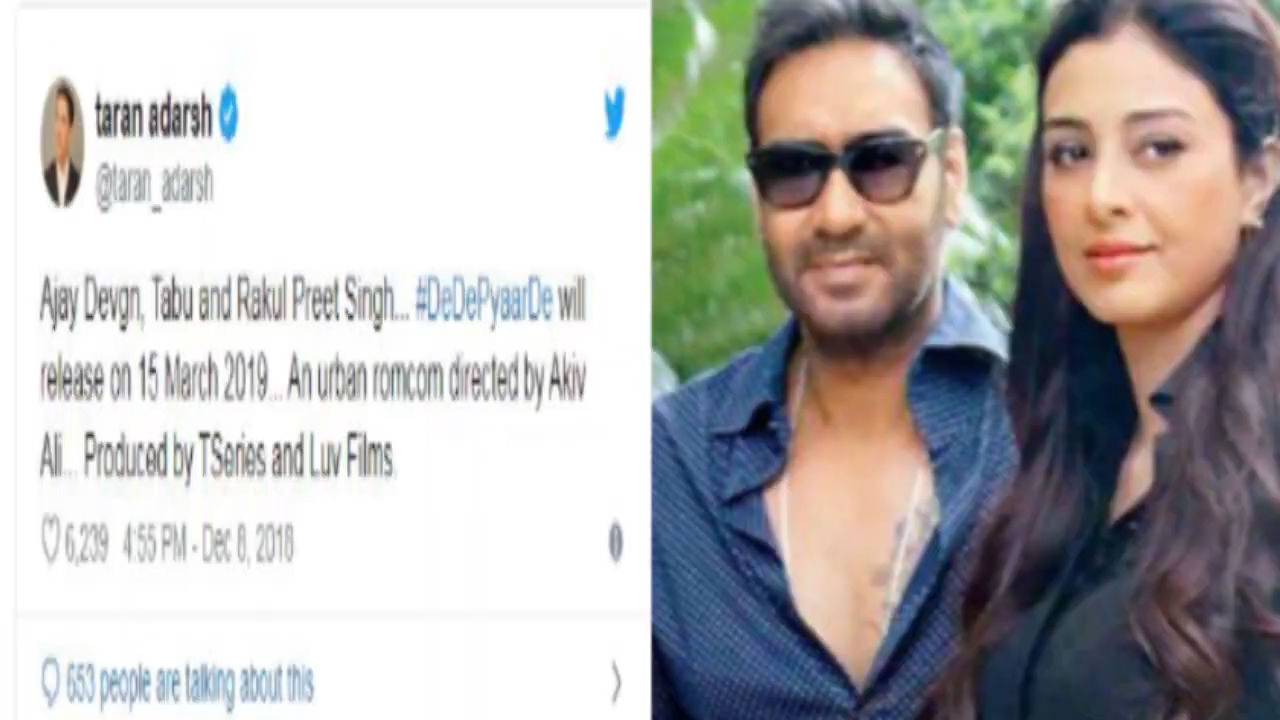 taran adarsh
@taran_adarsh
Ajay Devgn, Tabu and Rakul Preet Singh... #DeDePyaarDe will
release on 15 March 2019... An urban romcom directed by Akiv
Ali... Produced by TSeries and Luv Films.
6,239 4:55 PM - Dec 8, 2018
653 people are talking about this